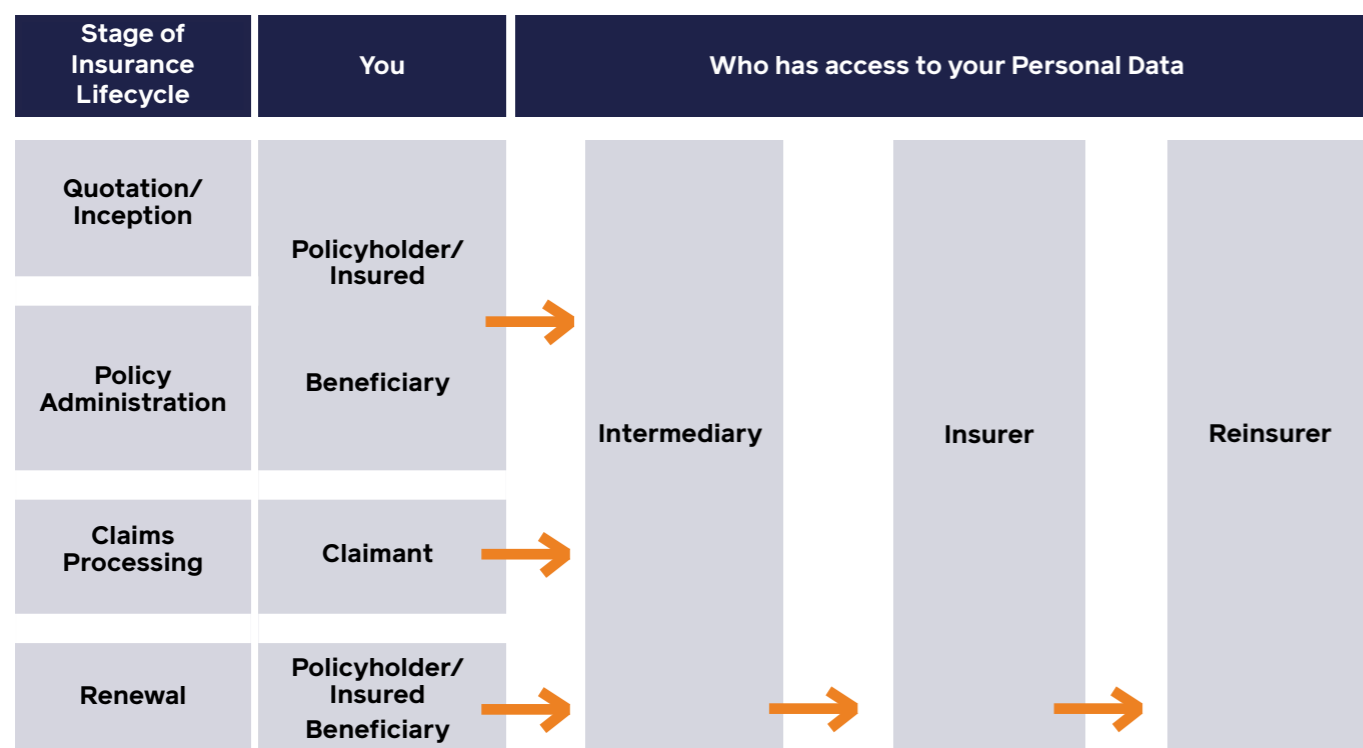 Stage of
Insurance
Lifecycle
You
Who has access to your Personal Data
Quotation/
Inception
Policyholder/
Insured
Beneficiary
Policy
Administration
Intermediary
Insurer
Reinsurer
Claims
Processing
Claimant
Renewal
Policyholder/
Insured
Beneficiary